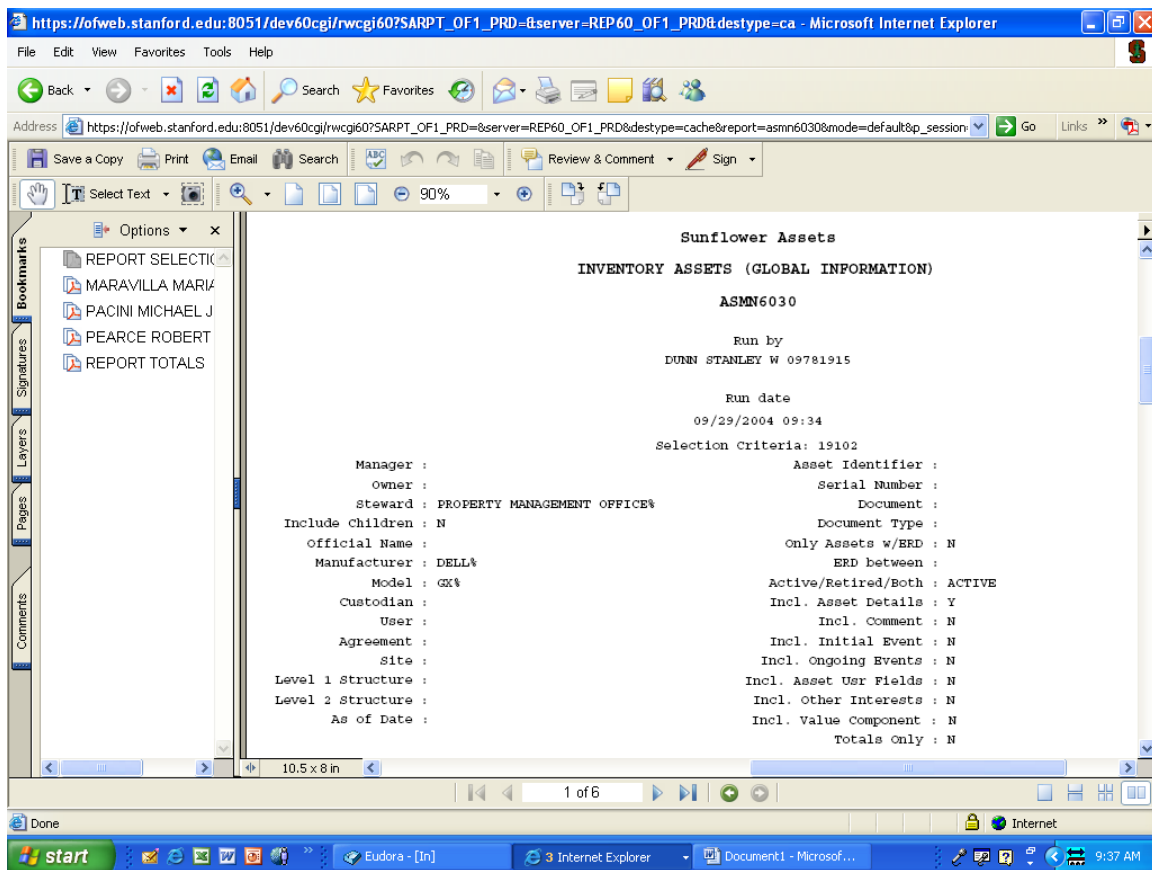 https://ofweb.stanford.edu:8051/dev60cgi/rwcgi60?SARPT_OF1_PRD=&server=REP60_OF1_PRD&destype=ca - Microsoft Internet Explorer
File Edit View Favorites Tools Help
Back Search Favorites
Address https://ofweb.stanford.edu:8051/dev60cgi/rwcgi60?SARPT_OF1_PRD=&server=REP60_OF1_PRD&destype=cache&report=asmn6030&mode=default&p_session Go Links »
Save a Copy Print Email Search Review & Comment Sign
Select Text 90%
Bookmarks
Signatures
Layers
Pages
Comments
Options x
REPORT SELECTIO
MARAVILLA MARIA
PACINI MICHAEL J
PEARCE ROBERT
REPORT TOTALS
Sunflower Assets
INVENTORY ASSETS (GLOBAL INFORMATION)
ASMN6030
Run by
DUNN STANLEY W 09781915
Run date
09/29/2004 09:34
Selection Criteria: 19102
Manager :
Owner :
Steward : PROPERTY MANAGEMENT OFFICE%
Include Children : N
Official Name :
Manufacturer : DELL%
Model : GX%
Custodian :
User :
Agreement :
Site :
Level 1 Structure :
Level 2 Structure :
As of Date :
Asset Identifier :
Serial Number :
Document :
Document Type :
Only Assets w/ERD : N
ERD between :
Active/Retired/Both : ACTIVE
Incl. Asset Details : Y
Incl. Comment : N
Incl. Initial Event : N
Incl. Ongoing Events : N
Incl. Asset Usr Fields : N
Incl. Other Interests : N
Incl. Value Component : N
Totals Only : N
10.5 x 8 in
1 of 6
Done Internet
start » Eudora - [In] 3 Internet Explorer Document1 - Microsof... 9:37 AM